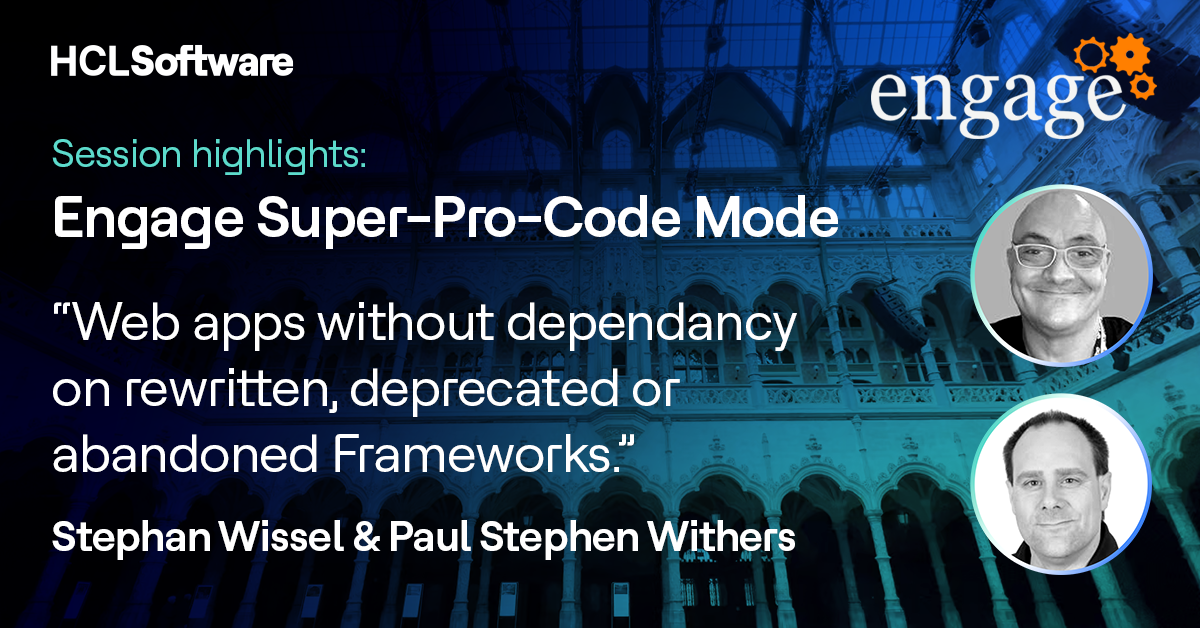 HCLSoftware
engage
Session highlights:
Engage Super-Pro-Code Mode
“Web apps without dependancy
on rewritten, deprecated or
abandoned Frameworks.”
Stephan Wissel & Paul Stephen Withers